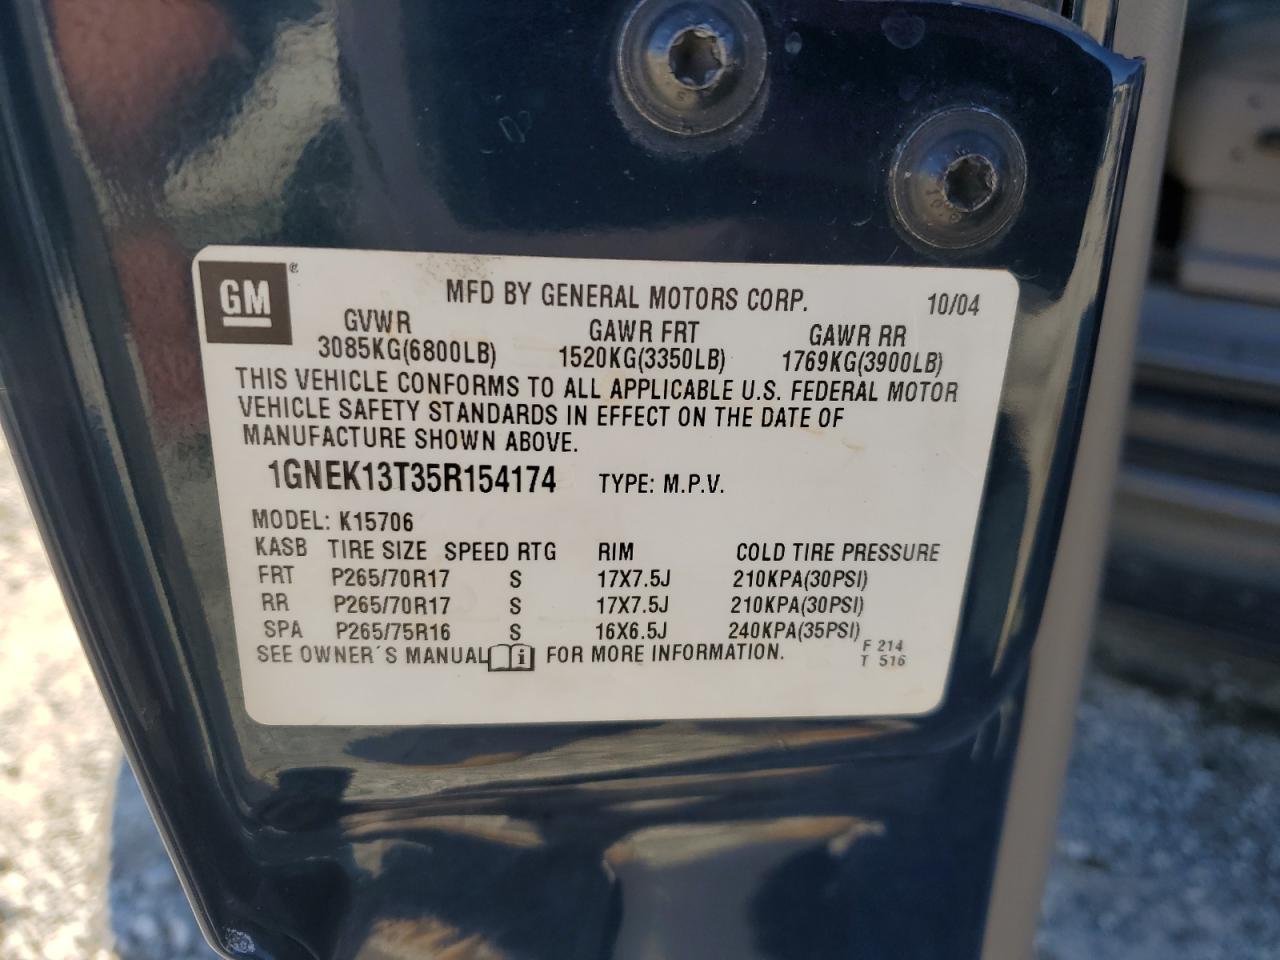 GM ®
MFD BY GENERAL MOTORS CORP. 10/04
GVWR GAWR FRT GAWR RR
3085KG(6800LB) 1520KG(3350LB) 1769KG(3900LB)
THIS VEHICLE CONFORMS TO ALL APPLICABLE U.S. FEDERAL MOTOR
VEHICLE SAFETY STANDARDS IN EFFECT ON THE DATE OF
MANUFACTURE SHOWN ABOVE.
1GNEK13T35R154174 TYPE: M.P.V.
MODEL: K15706
KASB TIRE SIZE SPEED RTG RIM COLD TIRE PRESSURE
FRT P265/70R17 S 17X7.5J 210KPA(30PSI)
RR P265/70R17 S 17X7.5J 210KPA(30PSI)
SPA P265/75R16 S 16X6.5J 240KPA(35PSI)
SEE OWNER´S MANUAL i FOR MORE INFORMATION.
F 214
T 516